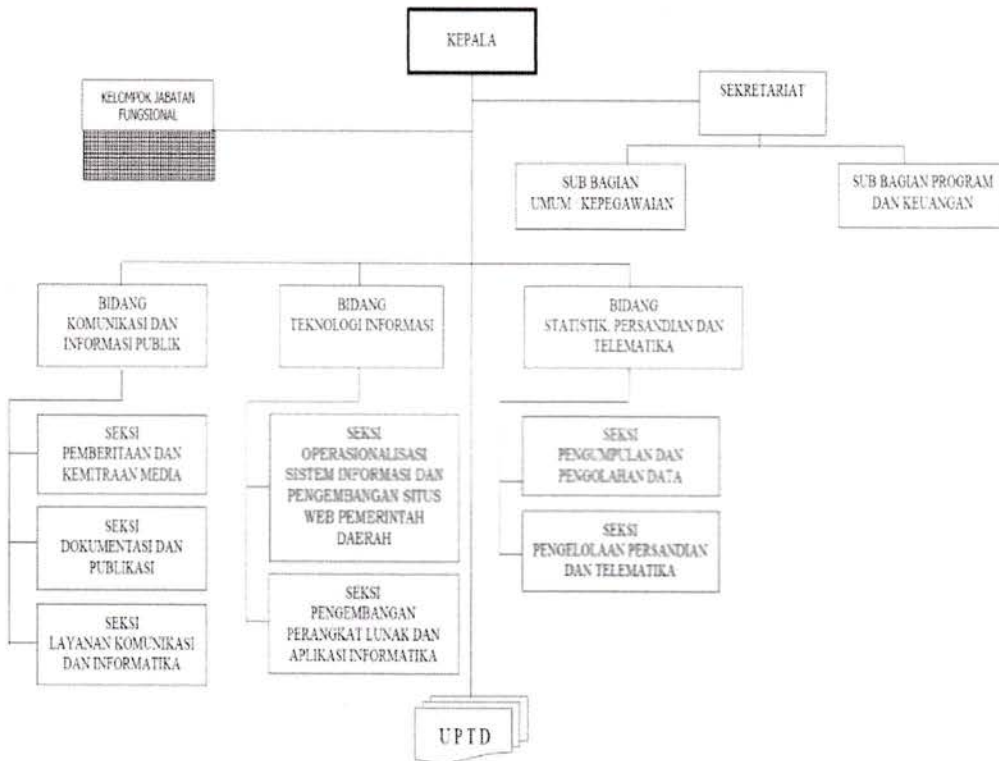 KEPALA
KELOMPOK JABATAN
FUNGSIONAL
SEKRETARIAT
SUB BAGIAN
UMUM KEPEGAWAIAN
SUB BAGIAN PROGRAM
DAN KEUANGAN
BIDANG
KOMUNIKASI DAN
INFORMASI PUBLIK
BIDANG
TEKNOLOGI INFORMASI
BIDANG
STATISTIK, PERSANDIAN DAN
TELEMATIKA
SEKSI
PEMBERITAAN DAN
KEMITRAAN MEDIA
SEKSI
DOKUMENTASI DAN
PUBLIKASI
SEKSI
LAYANAN KOMUNIKASI
DAN INFORMATIKA
SEKSI
OPERASIONALISASI
SISTEM INFORMASI DAN
PENGEMBANGAN SITUS
WEB PEMERINTAH
DAERAH
SEKSI
PENGEMBANGAN
PERANGKAT LUNAK DAN
APLIKASI INFORMATIKA
SEKSI
PENGUMPULAN DAN
PENGOLAHAN DATA
SEKSI
PENGELOLAAN PERSANDIAN
DAN TELEMATIKA
UPTD